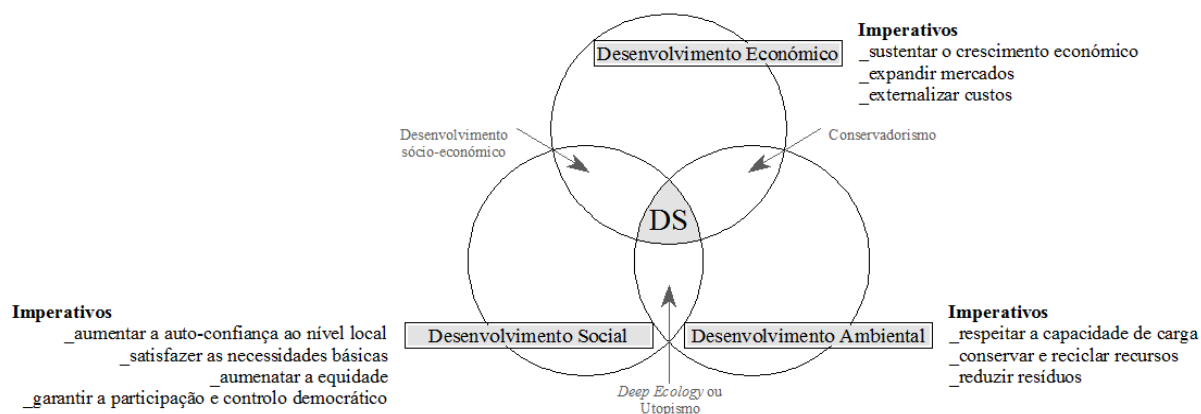 Imperativos
_sustentar o crescimento económico
_expandir mercados
_externalizar custos
Desenvolvimento Económico
Desenvolvimento
sócio-económico
Conservadorismo
DS
Imperativos
_aumentar a auto-confiança ao nível local
_satisfazer as necessidades básicas
_aumenatar a equidade
_garantir a participação e controlo democrático
Desenvolvimento Social
Desenvolvimento Ambiental
Imperativos
_respeitar a capacidade de carga
_conservar e reciclar recursos
_reduzir resíduos
Deep Ecology ou
Utopismo